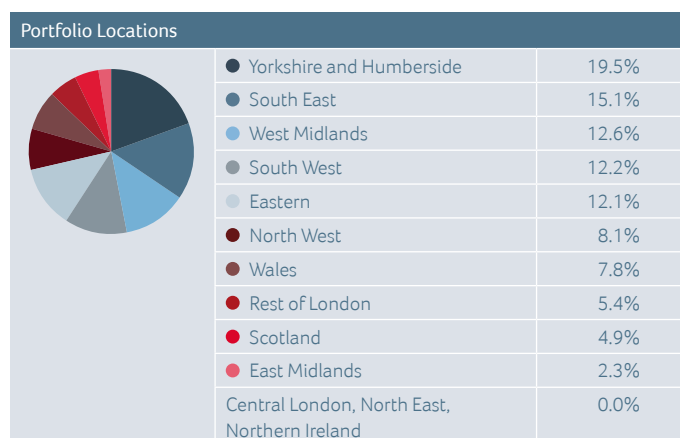 Portfolio Locations
Yorkshire and Humberside 19.5%
South East 15.1%
West Midlands 12.6%
South West 12.2%
Eastern 12.1%
North West 8.1%
Wales 7.8%
Rest of London 5.4%
Scotland 4.9%
East Midlands 2.3%
Central London, North East, 0.0%
Northern Ireland